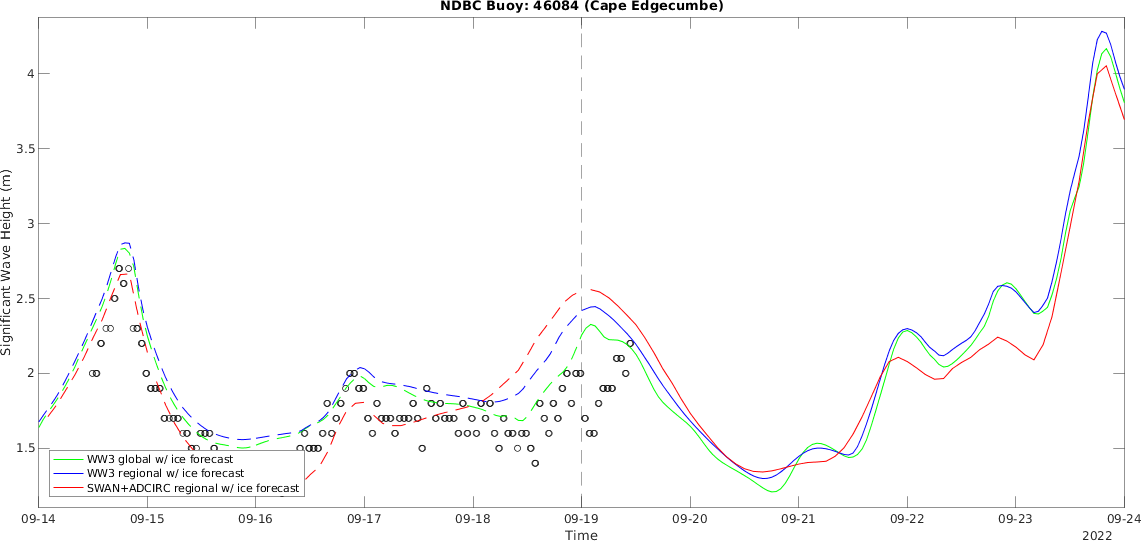 NDBC Buoy: 46084 (Cape Edgecumbe)
Significant Wave Height (m)
4
3.5
3
2.5
2
1.5
WW3 global w/ ice forecast
WW3 regional w/ ice forecast
SWAN+ADCIRC regional w/ ice forecast
09-14 09-15 09-16 09-17 09-18 09-19 09-20 09-21 09-22 09-23 09-24
Time
2022